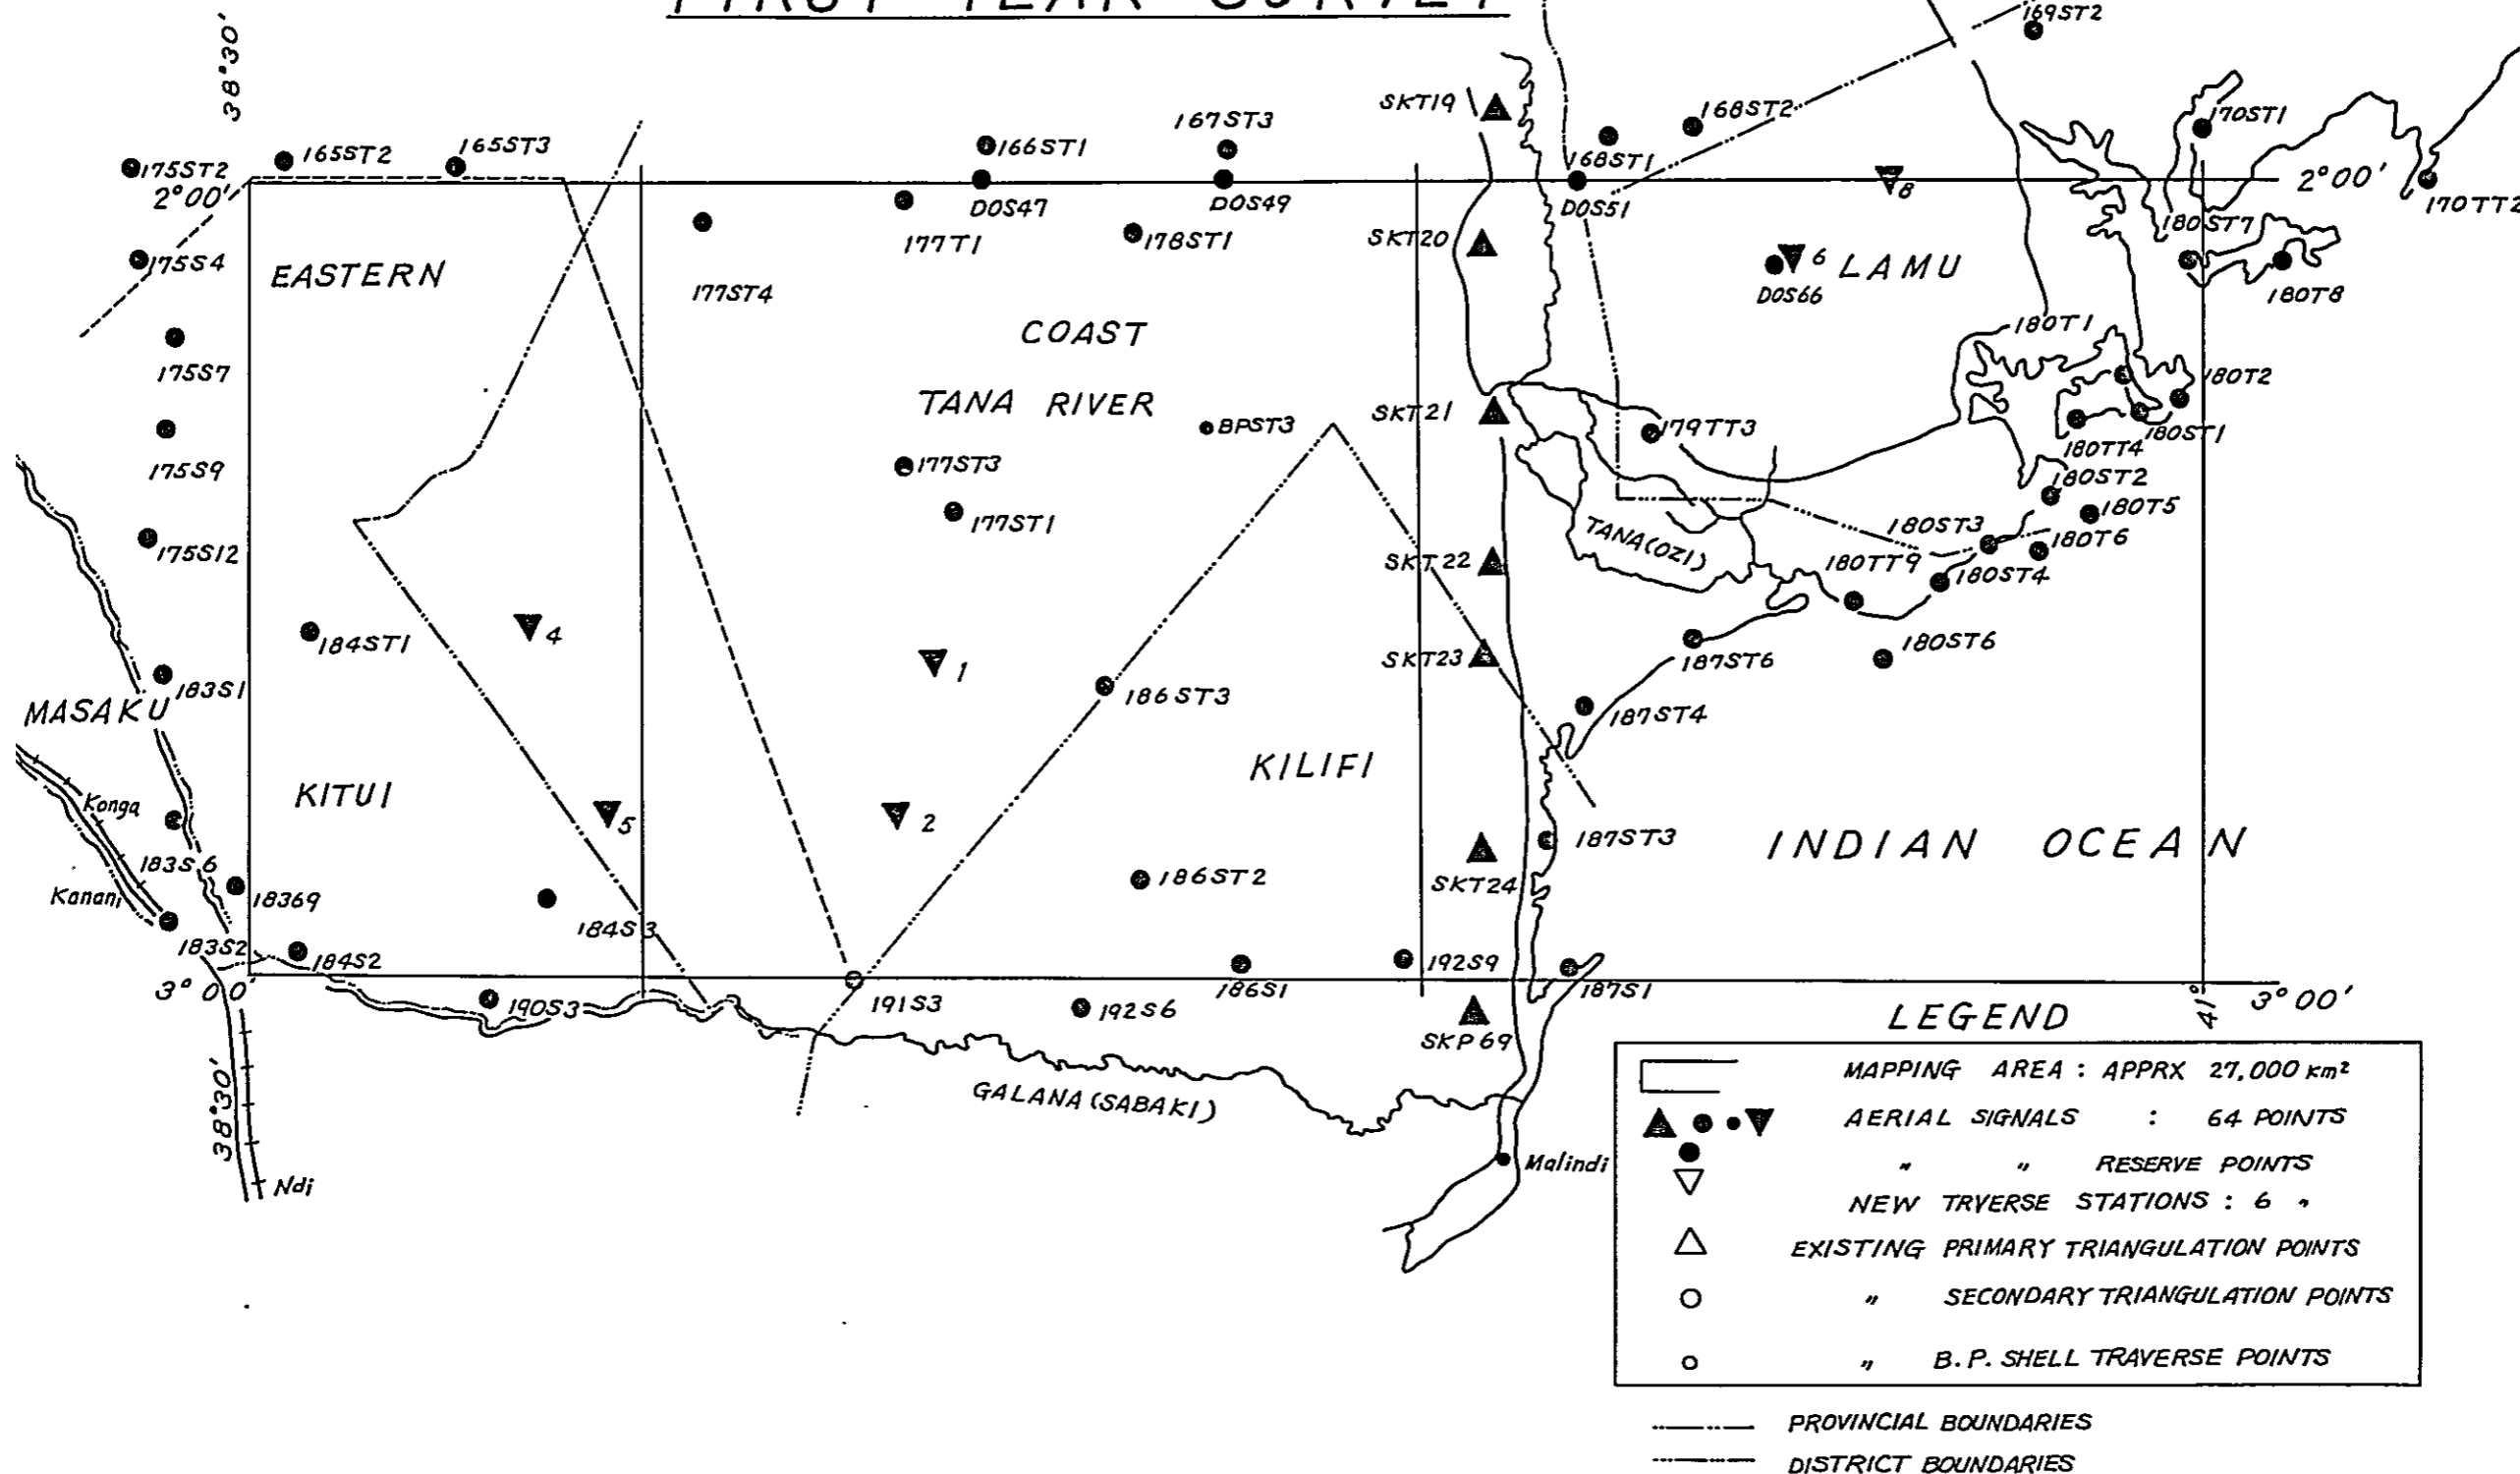 FIRST YEAR SURVEY
38°30'
169ST2
SKT19
168ST2
170ST1
167ST3
166ST1
165ST3
165ST2
175ST2
168ST1
2°00'
2°00'
8
170TT2
DOS47
DOS49
DOS51
180ST7
177T1
178ST1
SKT20
175S4
EASTERN
6
LAMU
DOS66
180T8
177ST4
COAST
180T1
175S7
180T2
TANA RIVER
SKT21
BPST3
179TT3
180ST1
180TT4
175S9
177ST3
180ST2
180T5
177ST1
TANA(OZI)
180ST3
180T6
175S12
SKT22
180TT9
180ST4
184ST1
4
1
SKT23
187ST6
180ST6
183S1
186ST3
MASAKU
187ST4
KILIFI
KITUI
Konga
5
2
187ST3
INDIAN OCEAN
183S6
186ST2
SKT24
Kanani
18369
184S3
183S2
184S2
192S9
3°00'
186S1
187S1
3°00'
41°
190S3
191S3
192S6
SKP69
38°30'
GALANA (SABAKI)
Ndi
Malindi
LEGEND
MAPPING AREA : APPRX 27,000 km²
AERIAL SIGNALS : 64 POINTS
" " RESERVE POINTS
NEW TRVERSE STATIONS : 6 "
EXISTING PRIMARY TRIANGULATION POINTS
" SECONDARY TRIANGULATION POINTS
" B.P. SHELL TRAVERSE POINTS
PROVINCIAL BOUNDARIES
DISTRICT BOUNDARIES